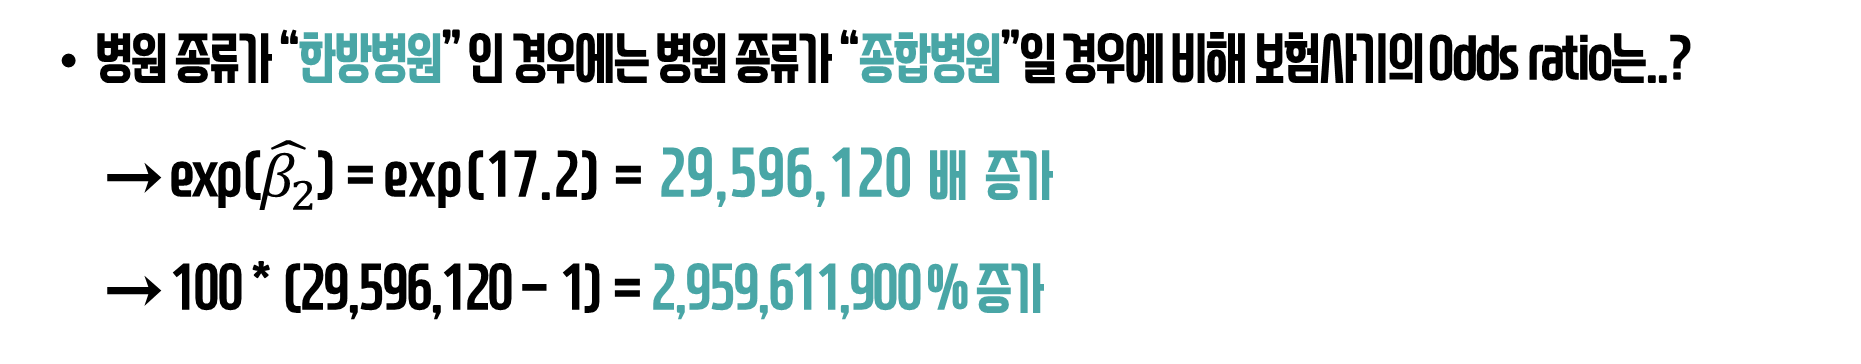 • 병원 종류가 “한방병원” 인 경우에는 병원 종류가 “종합병원”일 경우에 비해 보험사기의 Odds ratio는..?
→ exp(β̂₂) = exp(17.2) = 29,596,120 배 증가
→ 100 * (29,596,120 – 1) = 2,959,611,900% 증가